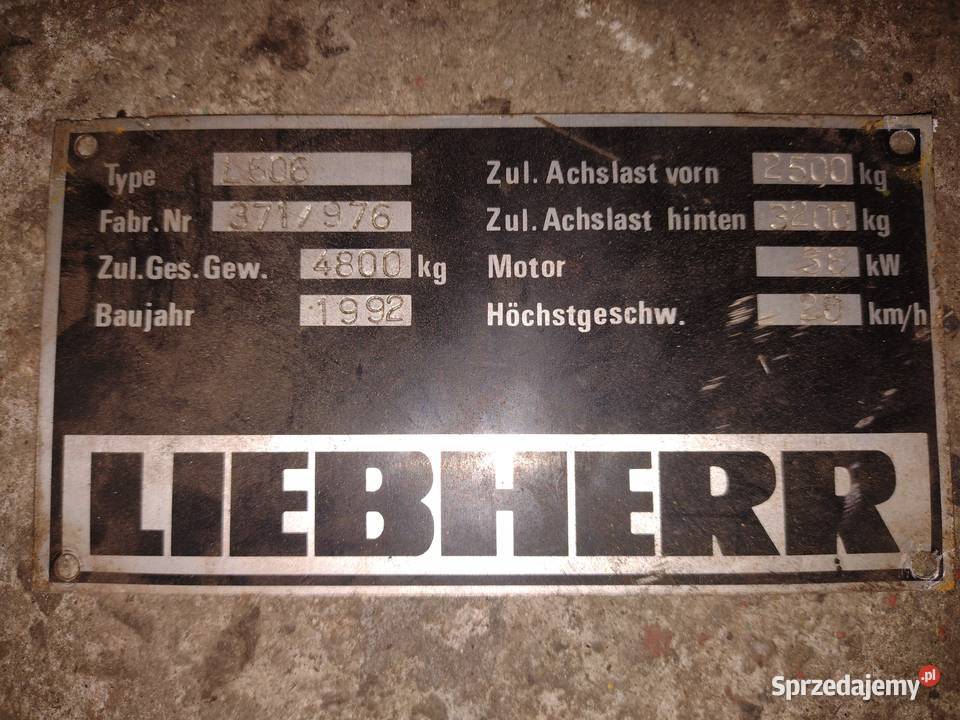 Type L506 Zul. Achslast vorn 2500 kg
Fabr.Nr 371/976 Zul. Achslast hinten 3200 kg
Zul.Ges.Gew. 4800 kg Motor 38 kW
Baujahr 1992 Höchstgeschw. 20 km/h
LIEBHERR
Sprzedajemy.pl